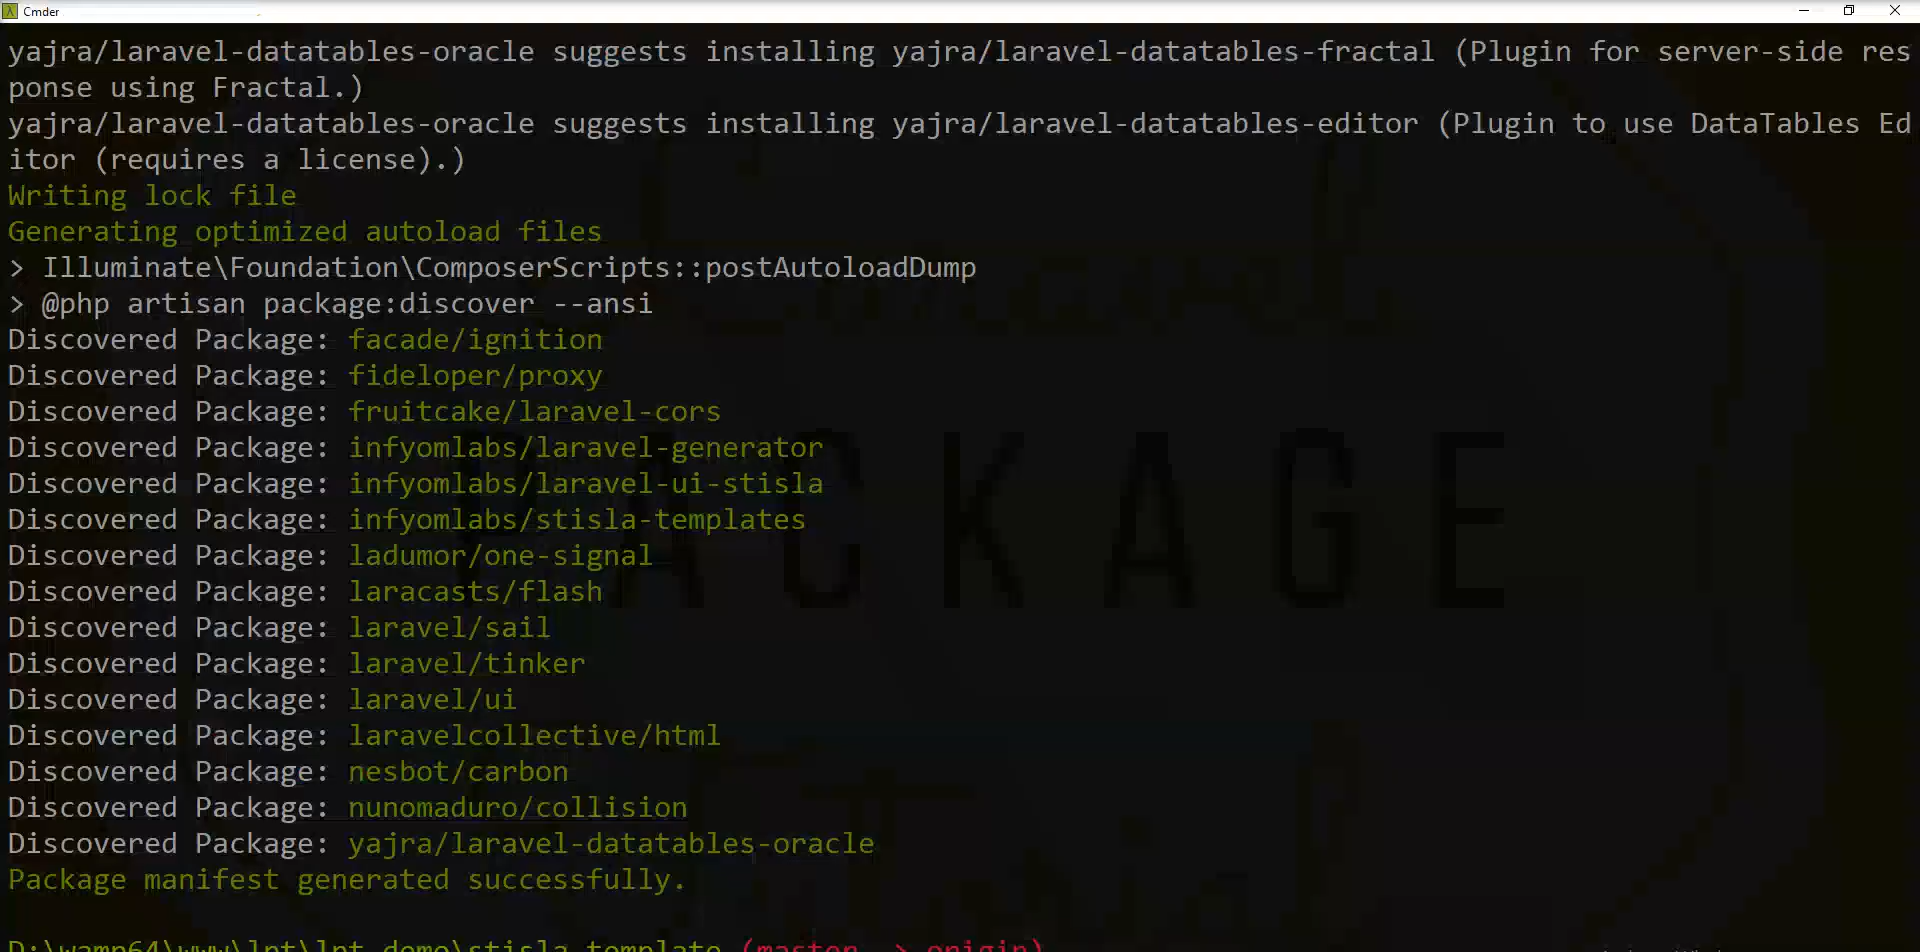 Cmder
yajra/laravel-datatables-oracle suggests installing yajra/laravel-datatables-fractal (Plugin for server-side res
ponse using Fractal.)
yajra/laravel-datatables-oracle suggests installing yajra/laravel-datatables-editor (Plugin to use DataTables Ed
itor (requires a license).)
Writing lock file
Generating optimized autoload files
> Illuminate\Foundation\ComposerScripts::postAutoloadDump
> @php artisan package:discover --ansi
Discovered Package: facade/ignition
Discovered Package: fideloper/proxy
Discovered Package: fruitcake/laravel-cors
Discovered Package: infyomlabs/laravel-generator
Discovered Package: infyomlabs/laravel-ui-stisla
Discovered Package: infyomlabs/stisla-templates
Discovered Package: ladumor/one-signal
Discovered Package: laracasts/flash
Discovered Package: laravel/sail
Discovered Package: laravel/tinker
Discovered Package: laravel/ui
Discovered Package: laravelcollective/html
Discovered Package: nesbot/carbon
Discovered Package: nunomaduro/collision
Discovered Package: yajra/laravel-datatables-oracle
Package manifest generated successfully.
D:\wamp64\www\lpt\lpt_demo\stisla_template (master -> origin)
PACKAGE